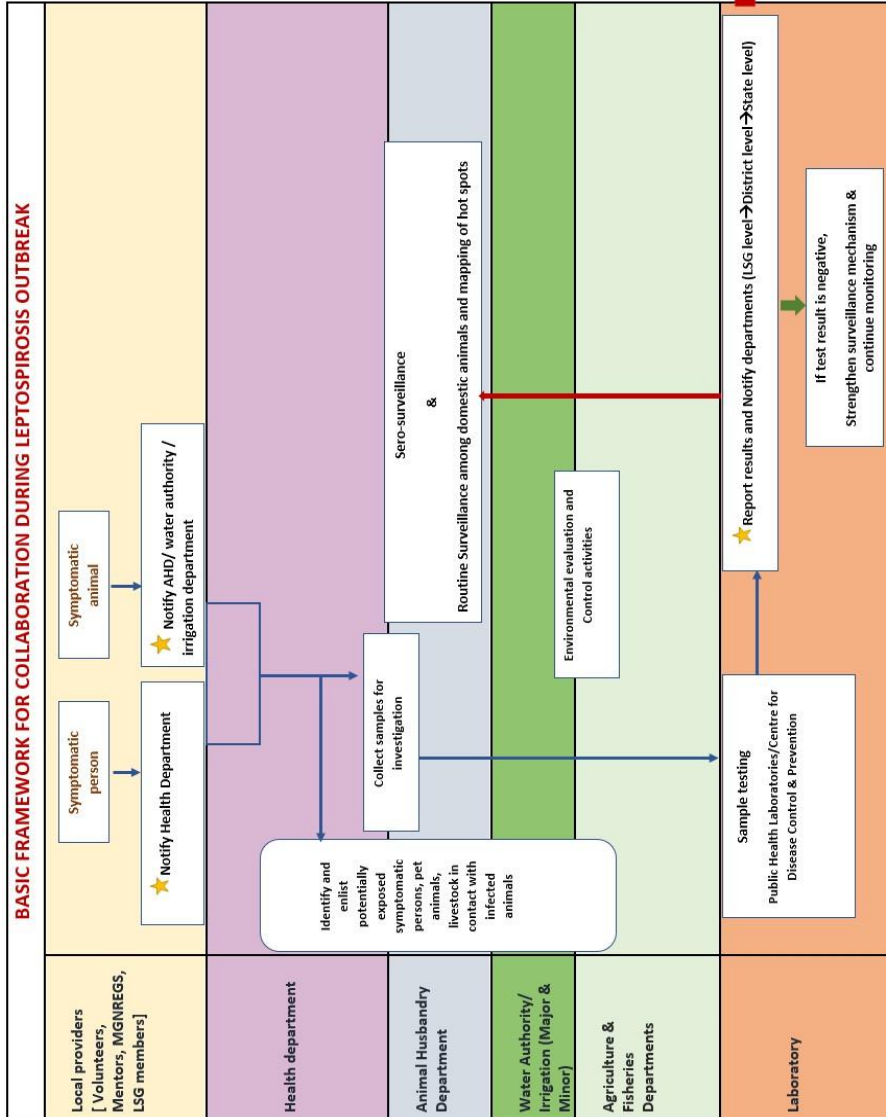 BASIC FRAMEWORK FOR COLLABORATION DURING LEPTOSPIROSIS OUTBREAK
Local providers
[ Volunteers,
Mentors, MGNREGS,
LSG members]
Symptomatic
person
Symptomatic
animal
Notify Health Department
Notify AHD/ water authority /
irrigation department
Health department
Identify and
enlist
potentially
exposed
symptomatic
persons, pet
animals,
livestock in
contact with
infected
animals
Collect samples for
investigation
Animal Husbandry
Department
Sero-surveillance
&
Routine Surveillance among domestic animals and mapping of hot spots
Water Authority/
Irrigation (Major &
Minor)
Environmental evaluation and
Control activities
Agriculture &
Fisheries
Departments
Laboratory
Sample testing
Public Health Laboratories/Centre for
Disease Control & Prevention
Report results and Notify departments (LSG level→District level→State level)
If test result is negative,
Strengthen surveillance mechanism &
continue monitoring